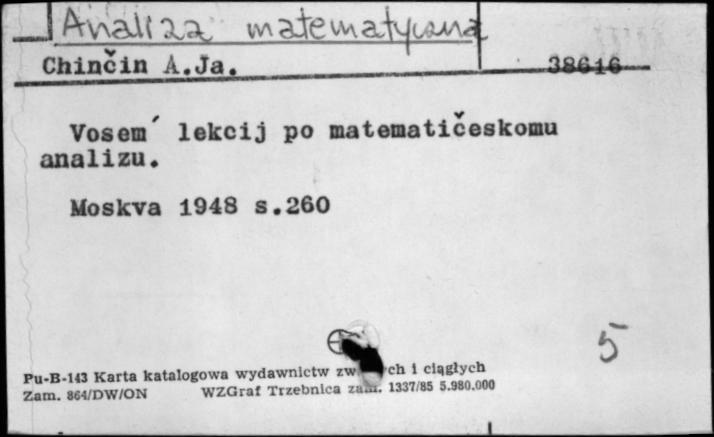 Analiza matematyczna
Chinčin A.Ja. 38616
Vosem´ lekcij po matematičeskomu
analizu.
Moskva 1948 s.260
5
Pu-B-143 Karta katalogowa wydawnictw zw ch i ciągłych
Zam. 864/DW/ON WZGraf Trzebnica zam. 1337/85 5.980.000